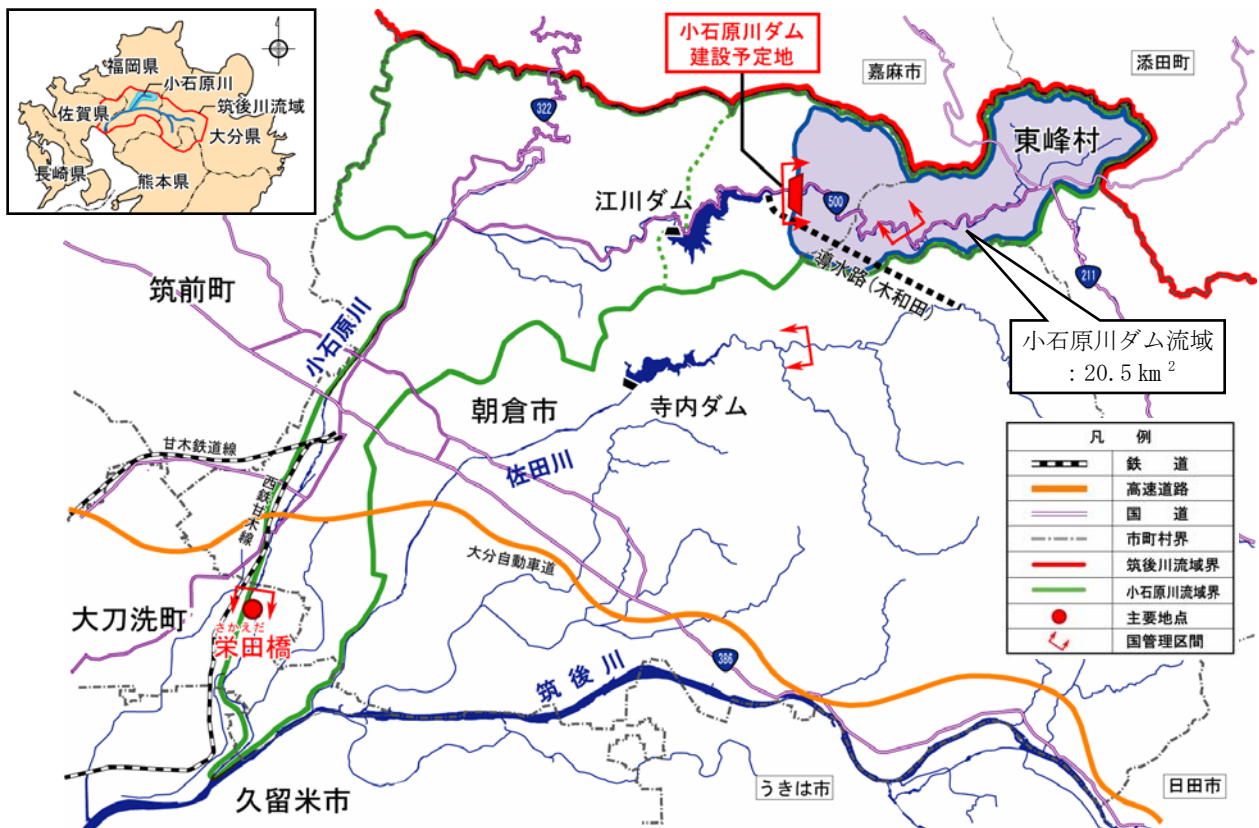 福岡県
小石原川
佐賀県
筑後川流域
大分県
長崎県
熊本県
小石原川ダム
建設予定地
嘉麻市
添田町
322
東峰村
江川ダム
500
211
導水路(木和田)
筑前町
小石原川
小石原川ダム流域
:20.5km²
朝倉市
寺内ダム
甘木鉄道線
佐田川
西鉄甘木線
大分自動車道
大刀洗町
さかえだ
栄田橋
386
筑後川
久留米市
うきは市
日田市
凡 例
鉄 道
高速道路
国 道
市町村界
筑後川流域界
小石原川流域界
主要地点
国管理区間